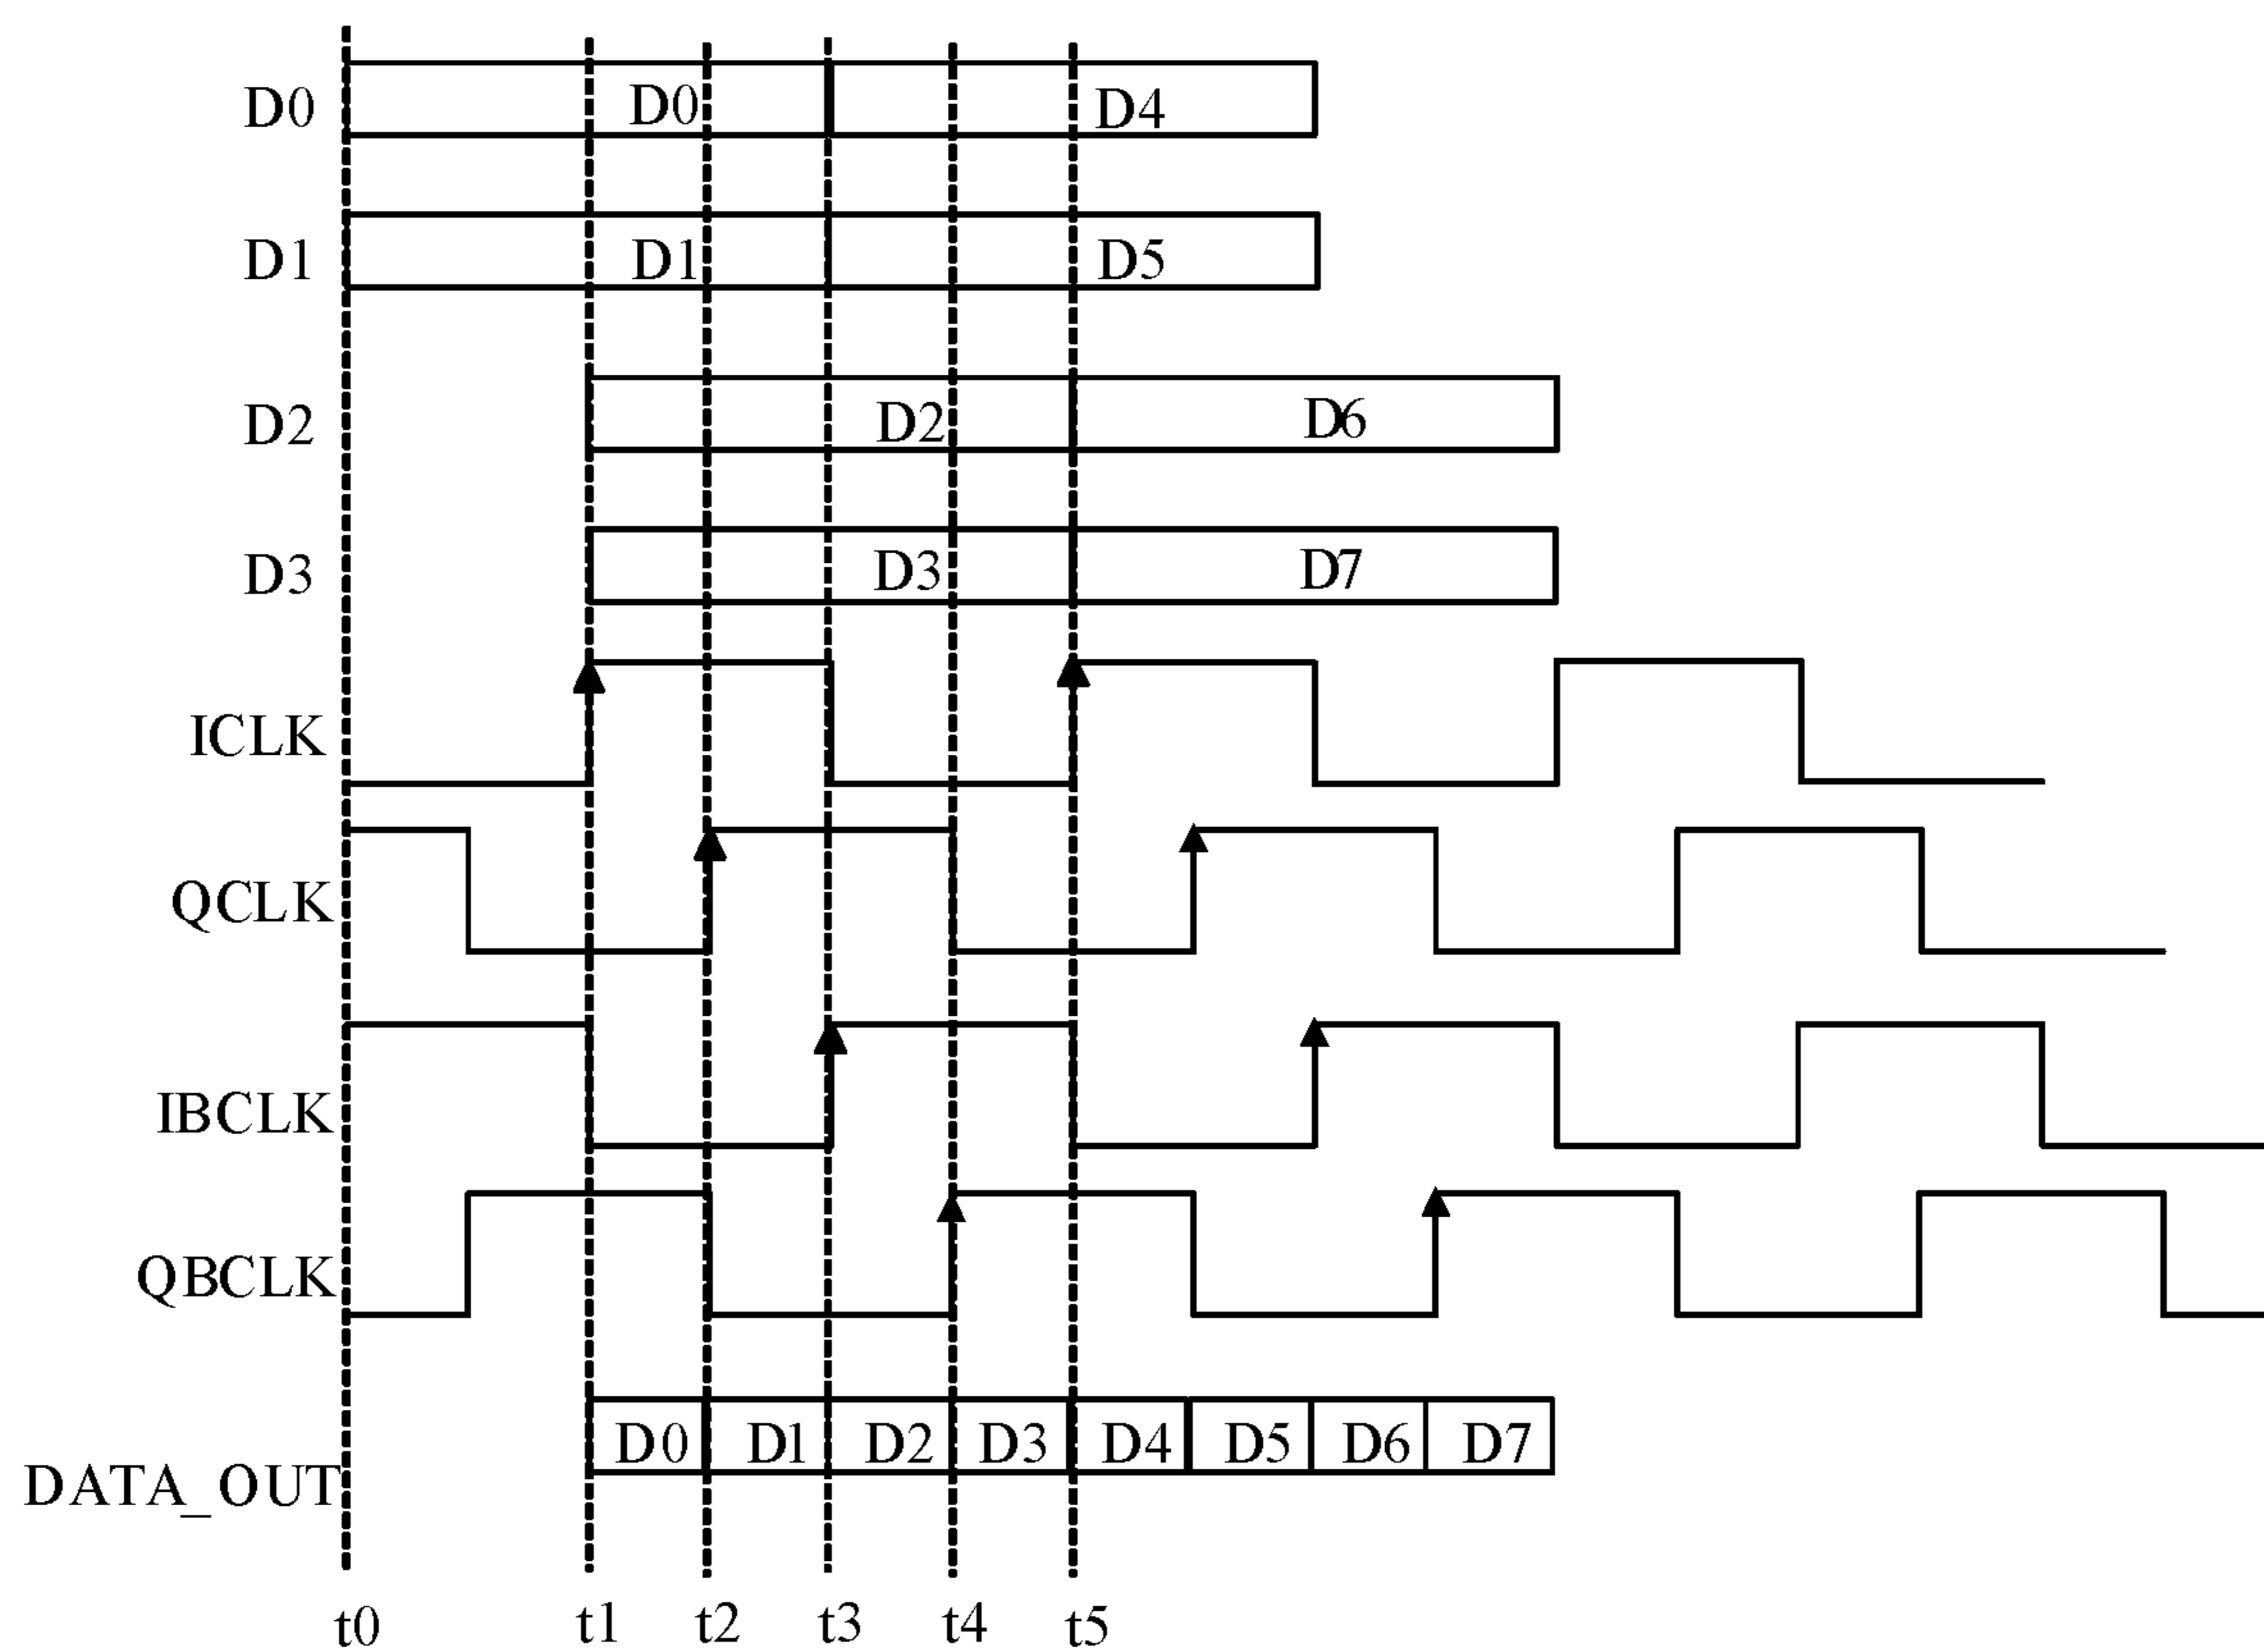 D0 D0 D4
D1 D1 D5
D2 D2 D6
D3 D3 D7
ICLK
QCLK
IBCLK
QBCLK
DATA_OUT D0 D1 D2 D3 D4 D5 D6 D7
t0 t1 t2 t3 t4 t5